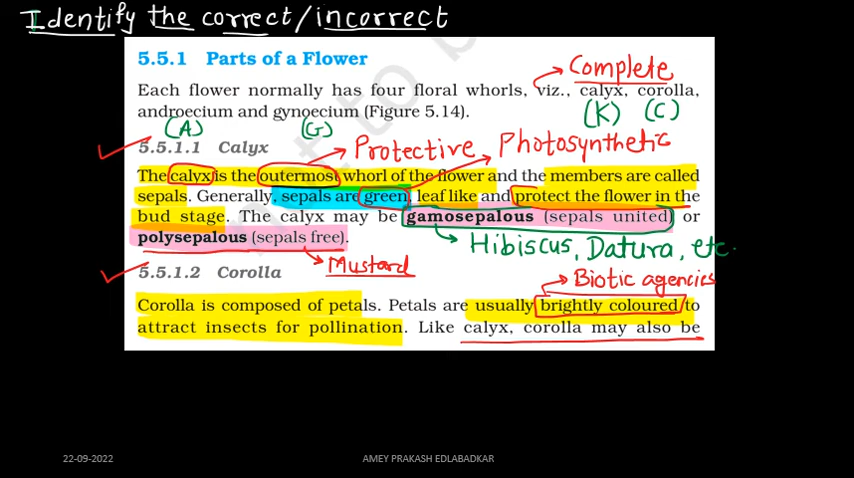 Identify the correct/incorrect
5.5.1 Parts of a Flower
Complete
Each flower normally has four floral whorls, viz., calyx, corolla,
androecium and gynoecium (Figure 5.14).
(K) (C)
(A) (G)
5.5.1.1 Calyx
Protective Photosynthetic
The calyx is the outermost whorl of the flower and the members are called
sepals. Generally, sepals are green, leaf like and protect the flower in the
bud stage. The calyx may be gamosepalous (sepals united) or
polysepalous (sepals free).
Hibiscus, Datura, etc.
Mustard
5.5.1.2 Corolla
Biotic agencies
Corolla is composed of petals. Petals are usually brightly coloured to
attract insects for pollination. Like calyx, corolla may also be
22-09-2022
AMEY PRAKASH EDLABADKAR